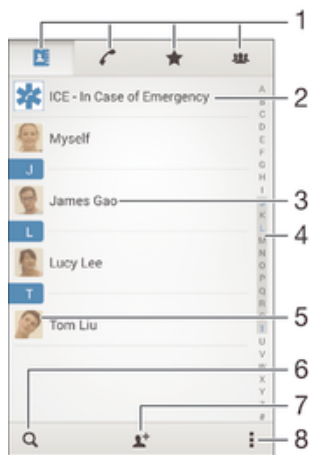 1
ICE - In Case of Emergency
2
Myself
J
James Gao
3
L
Lucy Lee
4
T
Tom Liu
5
A
B
C
D
E
F
G
H
I
J
K
L
M
N
O
P
Q
R
T
U
V
W
X
Y
Z
#
6
7
8